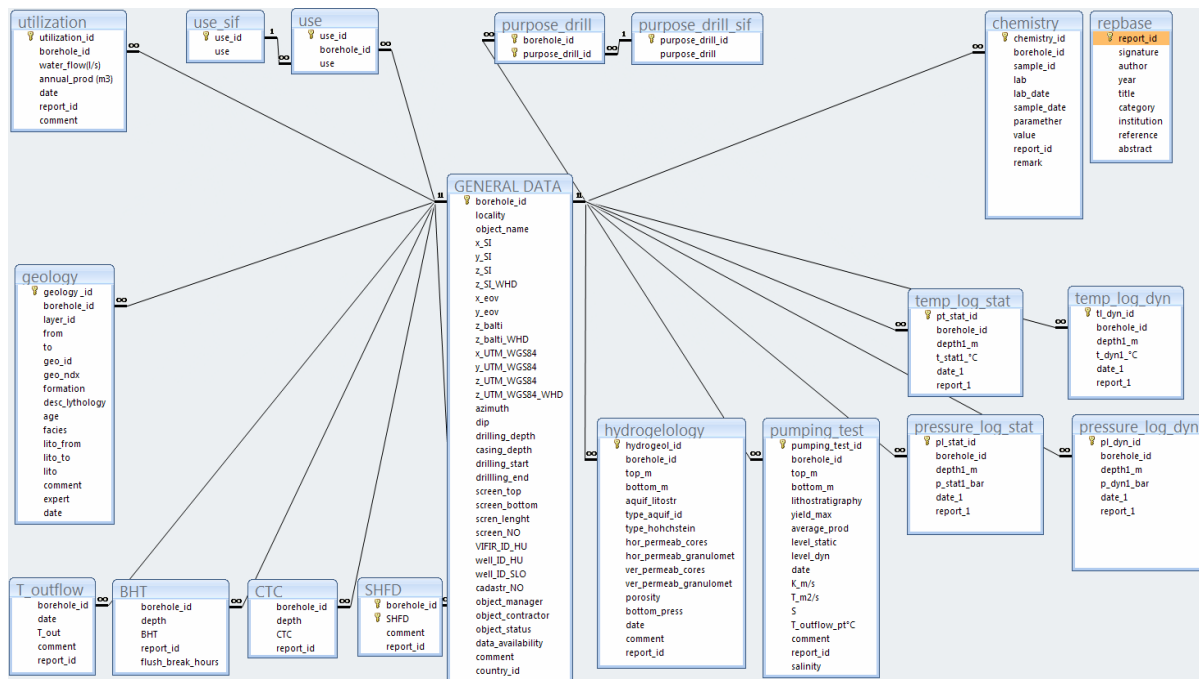 utilization
utilization_id
borehole_id
water_flow(l/s)
annual_prod (m3)
date
report_id
comment
use_sif
use_id
use
use
use_id
borehole_id
use
purpose_drill
borehole_id
purpose_drill_id
purpose_drill_sif
purpose_drill_id
purpose_drill
chemistry
chemistry_id
borehole_id
sample_id
lab
lab_date
sample_date
paramether
value
report_id
remark
repbase
report_id
signature
author
year
title
category
institution
reference
abstract
GENERAL DATA
borehole_id
locality
object_name
x_SI
y_SI
z_SI
z_SI_WHD
x_eov
y_eov
z_balti
z_balti_WHD
x_UTM_WGS84
y_UTM_WGS84
z_UTM_WGS84
z_UTM_WGS84_WHD
azimuth
dip
drilling_depth
casing_depth
drilling_start
drillling_end
screen_top
screen_bottom
scren_lenght
screen_NO
VIFIR_ID_HU
well_ID_HU
well_ID_SLO
cadastr_NO
object_manager
object_contractor
object_status
data_availability
comment
country_id
geology
geology _id
borehole_id
layer_id
from
to
geo_id
geo_ndx
formation
desc_lythology
age
facies
lito_from
lito_to
lito
comment
expert
date
temp_log_stat
pt_stat_id
borehole_id
depth1_m
t_stat1_°C
date_1
report_1
temp_log_dyn
tl_dyn_id
borehole_id
depth1_m
t_dyn1_°C
date_1
report_1
hydrogelology
hydrogeol_id
borehole_id
top_m
bottom_m
aquif_litostr
type_aquif_id
type_hohchstein
hor_permeab_cores
hor_permeab_granulomet
ver_permeab_cores
ver_permeab_granulomet
porosity
bottom_press
date
comment
report_id
pumping_test
pumping_test_id
borehole_id
top_m
bottom_m
lithostratigraphy
yield_max
average_prod
level_static
level_dyn
date
K_m/s
T_m2/s
S
T_outflow_pt°C
comment
report_id
salinity
pressure_log_stat
pl_stat_id
borehole_id
depth1_m
p_stat1_bar
date_1
report_1
pressure_log_dyn
pl_dyn_id
borehole_id
depth1_m
p_dyn1_bar
date_1
report_1
T_outflow
borehole_id
date
T_out
comment
report_id
BHT
borehole_id
depth
BHT
report_id
flush_break_hours
CTC
borehole_id
depth
CTC
report_id
SHFD
borehole_id
SHFD
comment
report_id